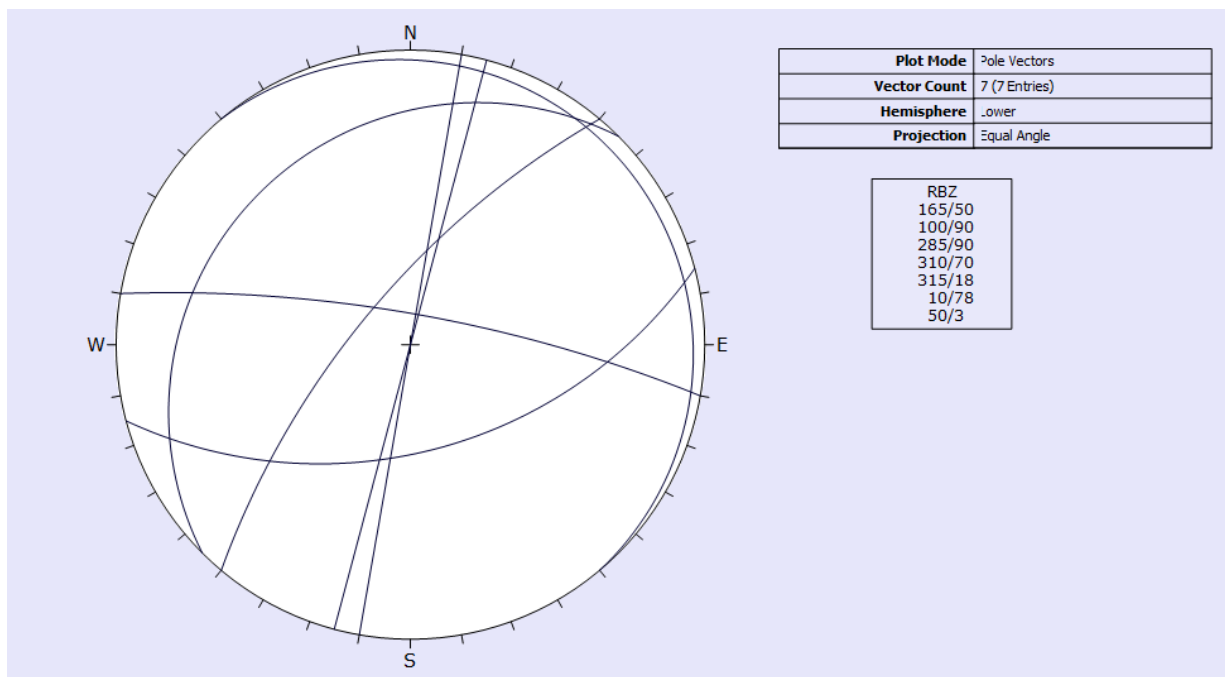 N
W
E
S
Plot Mode Pole Vectors
Vector Count 7 (7 Entries)
Hemisphere Lower
Projection Equal Angle
RBZ
165/50
100/90
285/90
310/70
315/18
10/78
50/3